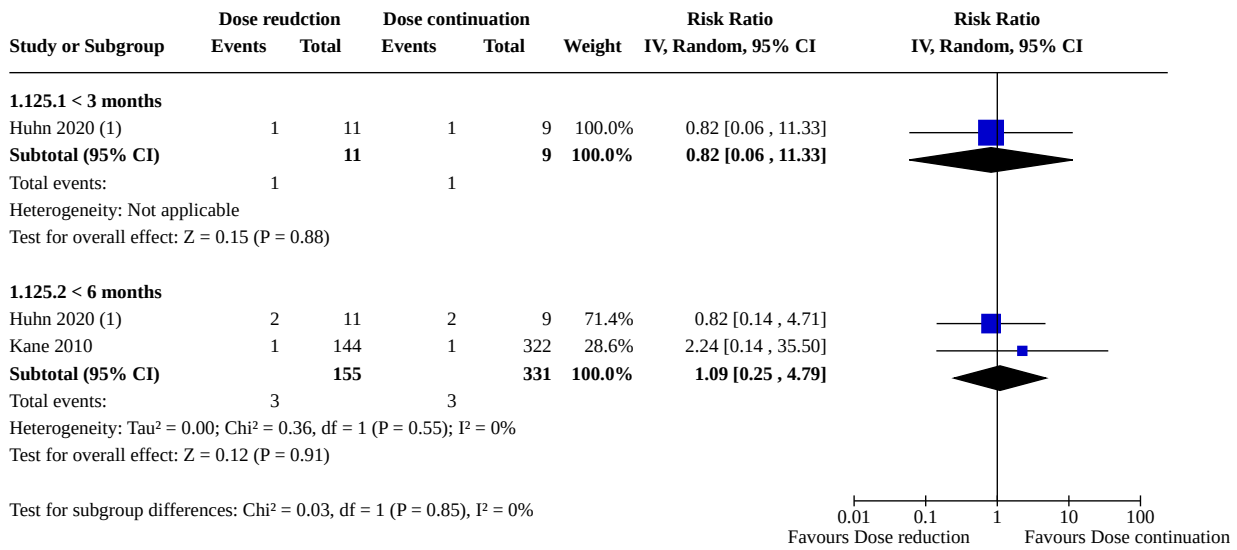 Dose reudction Dose continuation Risk Ratio Risk Ratio
Study or Subgroup Events Total Events Total Weight IV, Random, 95% CI IV, Random, 95% CI
1.125.1 < 3 months
Huhn 2020 (1) 1 11 1 9 100.0% 0.82 [0.06 , 11.33]
Subtotal (95% CI) 11 9 100.0% 0.82 [0.06 , 11.33]
Total events: 1 1
Heterogeneity: Not applicable
Test for overall effect: Z = 0.15 (P = 0.88)
1.125.2 < 6 months
Huhn 2020 (1) 2 11 2 9 71.4% 0.82 [0.14 , 4.71]
Kane 2010 1 144 1 322 28.6% 2.24 [0.14 , 35.50]
Subtotal (95% CI) 155 331 100.0% 1.09 [0.25 , 4.79]
Total events: 3 3
Heterogeneity: Tau² = 0.00; Chi² = 0.36, df = 1 (P = 0.55); I² = 0%
Test for overall effect: Z = 0.12 (P = 0.91)
Test for subgroup differences: Chi² = 0.03, df = 1 (P = 0.85), I² = 0%
0.01 0.1 1 10 100
Favours Dose reduction Favours Dose continuation